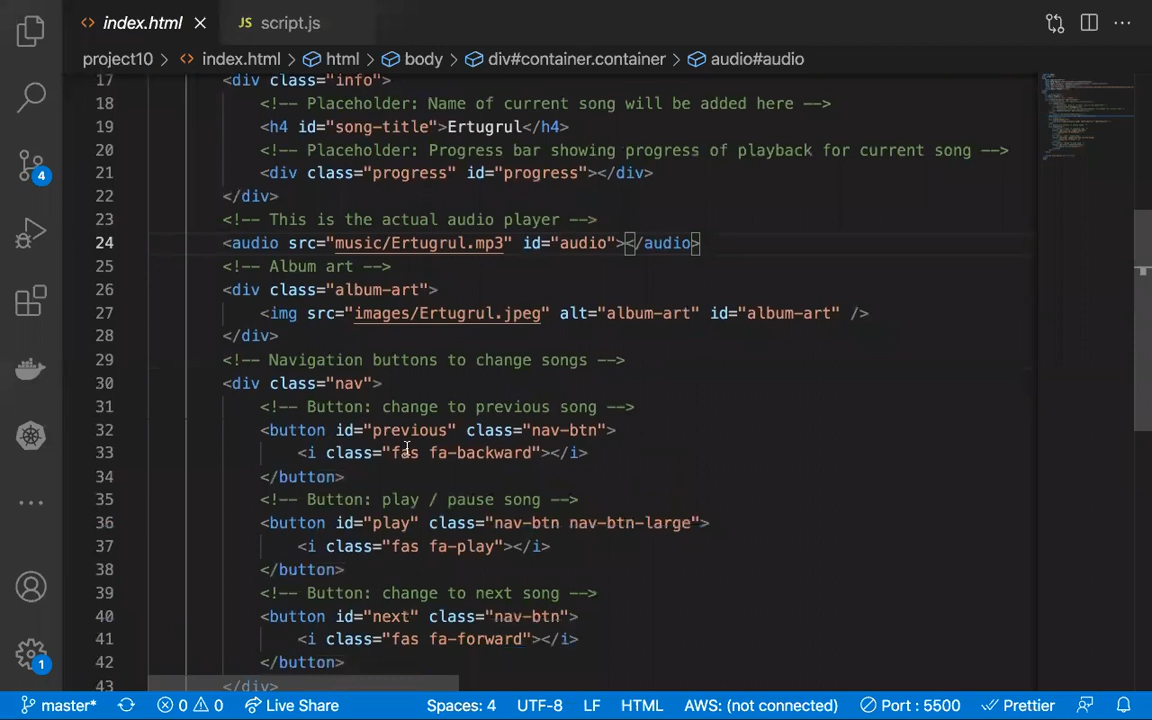 index.html
JS script.js
project10 > index.html > html > body > div#container.container > audio#audio
17 <div class="info">
18 <!-- Placeholder: Name of current song will be added here -->
19 <h4 id="song-title">Ertugrul</h4>
20 <!-- Placeholder: Progress bar showing progress of playback for current song -->
21 <div class="progress" id="progress"></div>
22 </div>
23 <!-- This is the actual audio player -->
24 <audio src="music/Ertugrul.mp3" id="audio"></audio>
25 <!-- Album art -->
26 <div class="album-art">
27 <img src="images/Ertugrul.jpeg" alt="album-art" id="album-art" />
28 </div>
29 <!-- Navigation buttons to change songs -->
30 <div class="nav">
31 <!-- Button: change to previous song -->
32 <button id="previous" class="nav-btn">
33 <i class="fas fa-backward"></i>
34 </button>
35 <!-- Button: play / pause song -->
36 <button id="play" class="nav-btn nav-btn-large">
37 <i class="fas fa-play"></i>
38 </button>
39 <!-- Button: change to next song -->
40 <button id="next" class="nav-btn">
41 <i class="fas fa-forward"></i>
42 </button>
43 </div>
4
1
master* 0 0 Live Share Spaces: 4 UTF-8 LF HTML AWS: (not connected) Port : 5500 Prettier